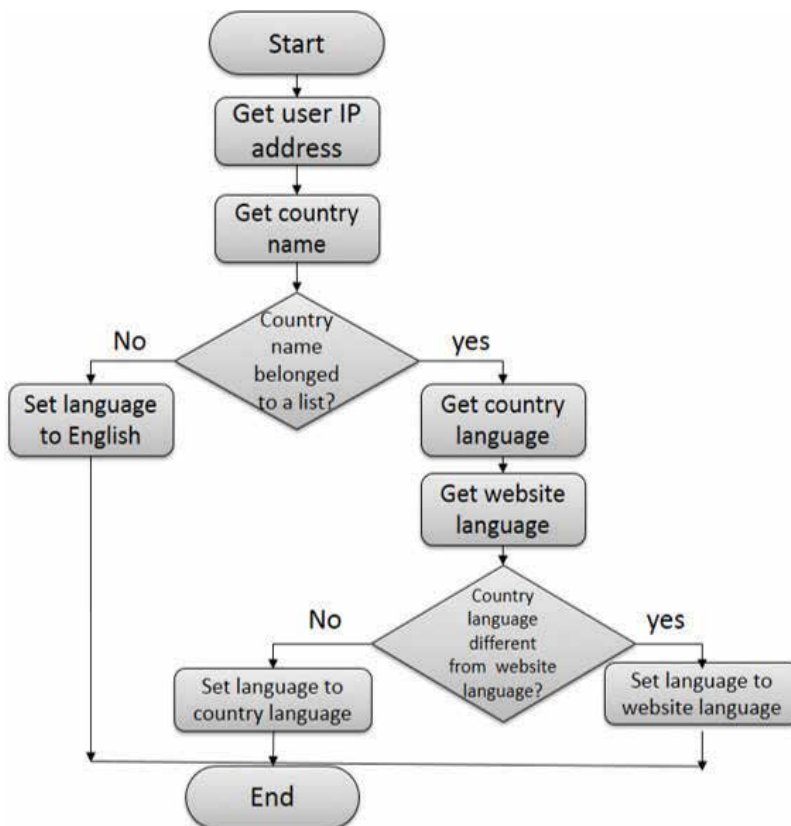 Start
Get user IP
address
Get country
name
Country
name
belonged
to a list?
No
yes
Set language
to English
Get country
language
Get website
language
Country
language
different
from website
language?
No
yes
Set language to
country language
Set language to
website language
End